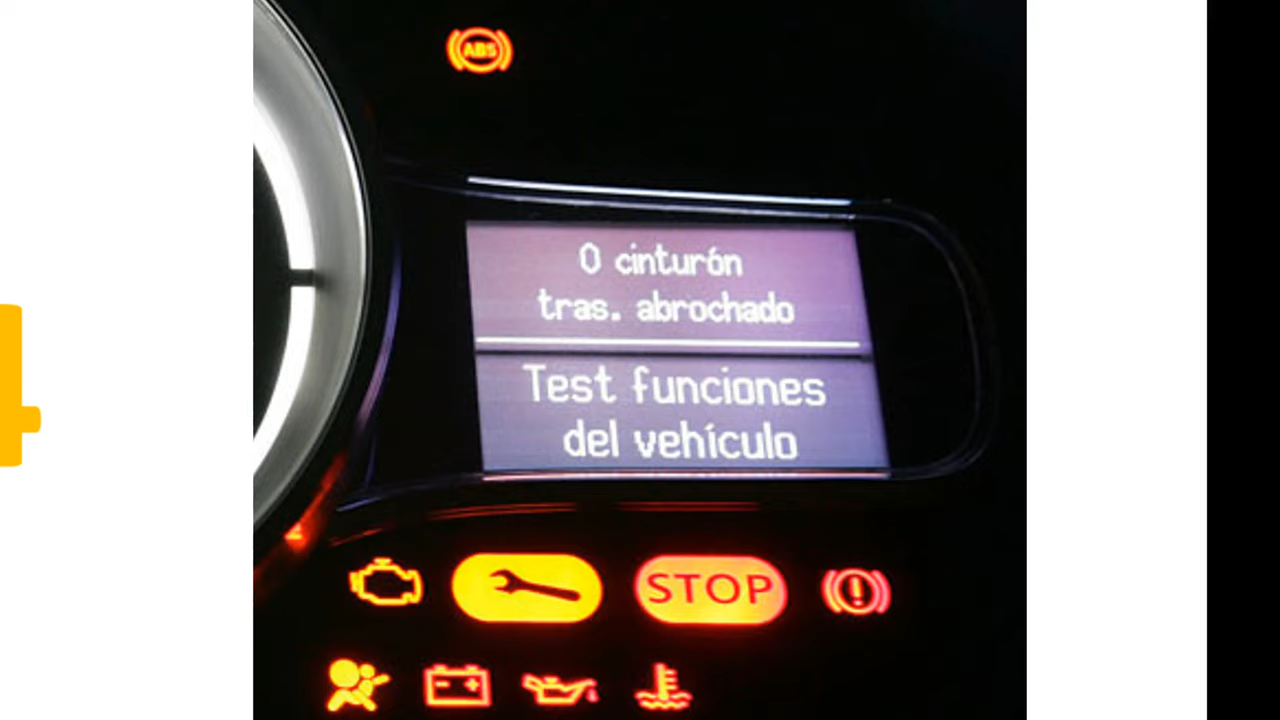 ABS
0 cinturón
tras. abrochado
Test funciones
del vehículo
STOP